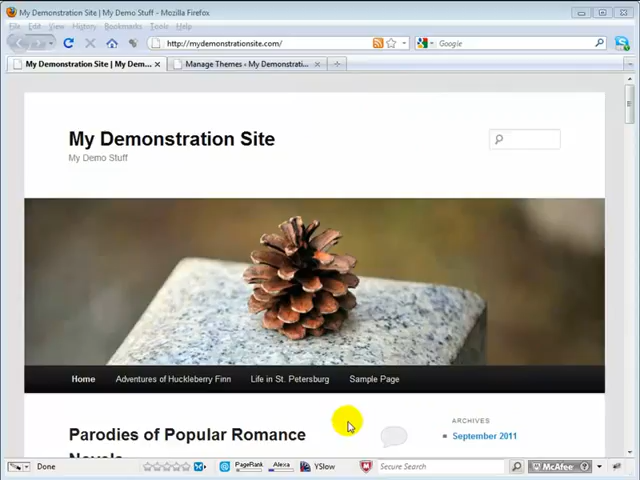 My Demonstration Site | My Demo Stuff - Mozilla Firefox
File Edit View History Bookmarks Tools Help
http://mydemonstrationsite.com/
Google
My Demonstration Site | My Dem...
Manage Themes ‹ My Demonstrati...
My Demonstration Site
My Demo Stuff
Home Adventures of Huckleberry Finn Life in St. Petersburg Sample Page
Parodies of Popular Romance
Novels
ARCHIVES
September 2011
Done
PageRank
Alexa
YSlow
Secure Search
McAfee